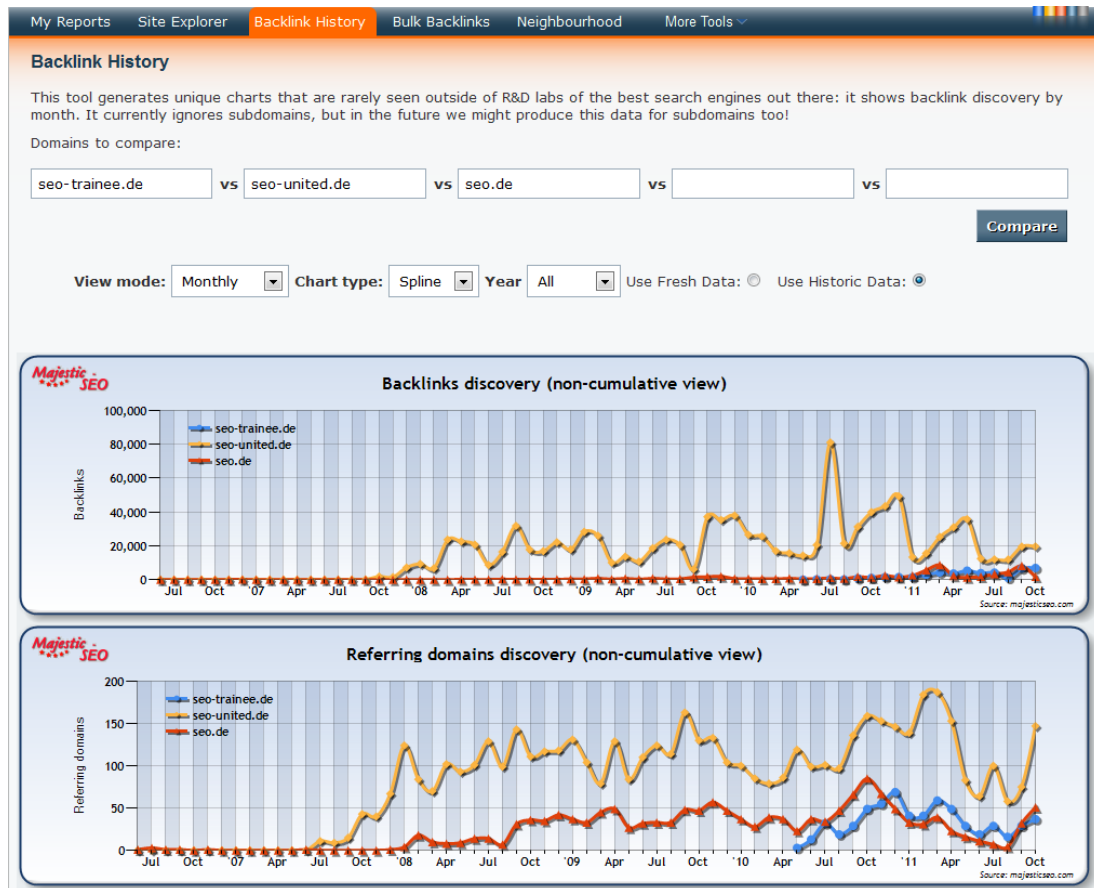 My Reports Site Explorer Backlink History Bulk Backlinks Neighbourhood More Tools
Backlink History
This tool generates unique charts that are rarely seen outside of R&D labs of the best search engines out there: it shows backlink discovery by
month. It currently ignores subdomains, but in the future we might produce this data for subdomains too!
Domains to compare:
seo-trainee.de vs seo-united.de vs seo.de vs vs
Compare
View mode: Monthly Chart type: Spline Year All Use Fresh Data: Use Historic Data:
Majestic SEO
Backlinks discovery (non-cumulative view)
100,000
seo-trainee.de
80,000
seo-united.de
seo.de
60,000
Backlinks
40,000
20,000
0
Jul Oct '07 Apr Jul Oct '08 Apr Jul Oct '09 Apr Jul Oct '10 Apr Jul Oct '11 Apr Jul Oct
Source: majesticseo.com
Majestic SEO
Referring domains discovery (non-cumulative view)
200
seo-trainee.de
seo-united.de
150
seo.de
Referring domains
100
50
0
Jul Oct '07 Apr Jul Oct '08 Apr Jul Oct '09 Apr Jul Oct '10 Apr Jul Oct '11 Apr Jul Oct
Source: majesticseo.com